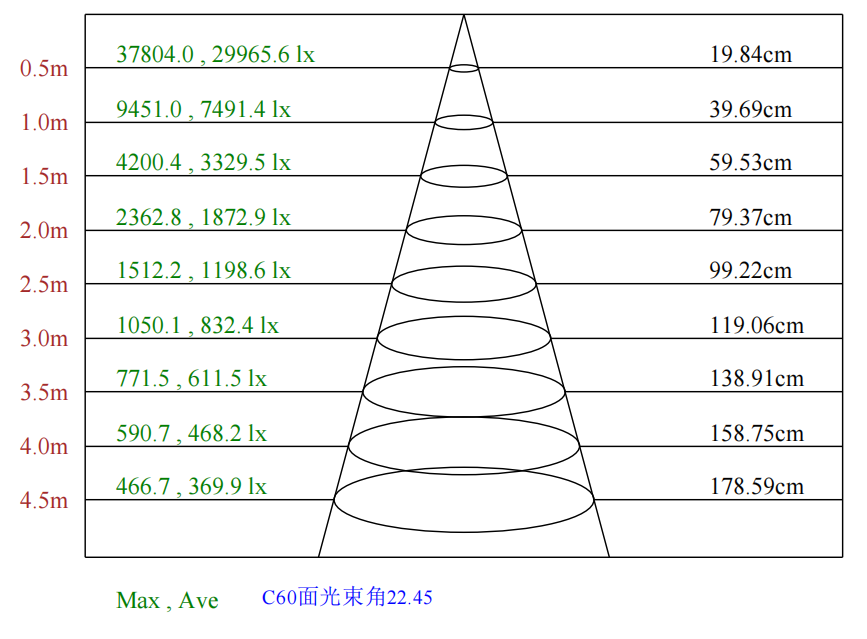 37804.0 , 29965.6 lx 19.84cm
0.5m
9451.0 , 7491.4 lx 39.69cm
1.0m
4200.4 , 3329.5 lx 59.53cm
1.5m
2362.8 , 1872.9 lx 79.37cm
2.0m
1512.2 , 1198.6 lx 99.22cm
2.5m
1050.1 , 832.4 lx 119.06cm
3.0m
771.5 , 611.5 lx 138.91cm
3.5m
590.7 , 468.2 lx 158.75cm
4.0m
466.7 , 369.9 lx 178.59cm
4.5m
Max , Ave C60面光束角22.45